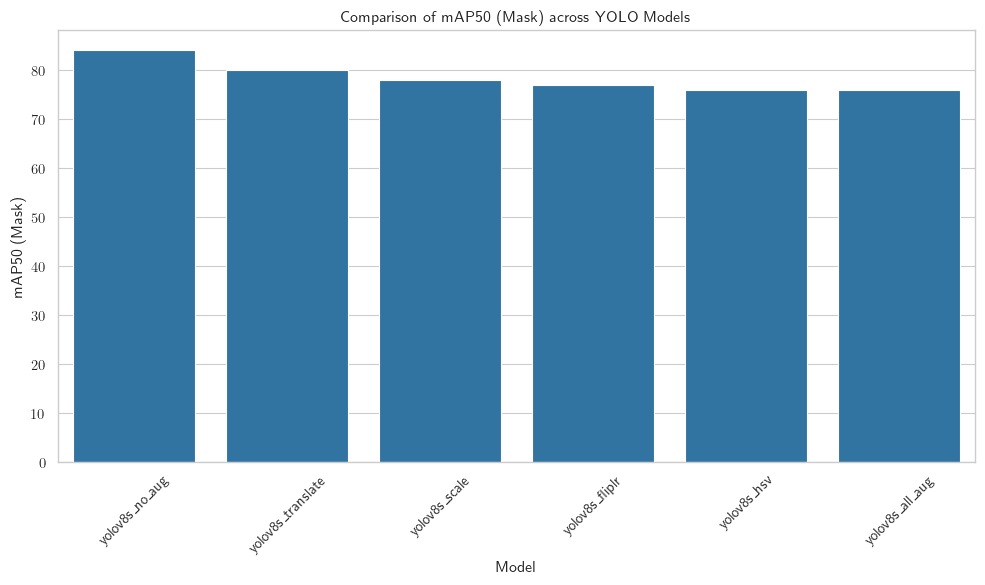 Comparison of mAP50 (Mask) across YOLO Models
mAP50 (Mask)
80
70
60
50
40
30
20
10
0
yolov8s_no_aug
yolov8s_translate
yolov8s_scale
yolov8s_fliplr
yolov8s_hsv
yolov8s_all_aug
Model